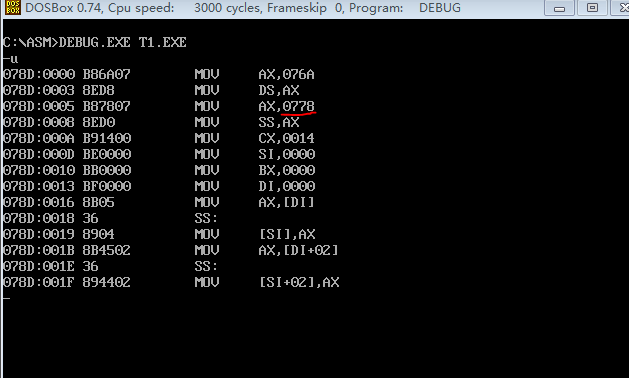 DOS BOX DOSBox 0.74, Cpu speed: 3000 cycles, Frameskip 0, Program: DEBUG
C:\ASM>DEBUG.EXE T1.EXE
-u
078D:0000 B86A07 MOV AX,076A
078D:0003 8ED8 MOV DS,AX
078D:0005 B87807 MOV AX,0778
078D:0008 8ED0 MOV SS,AX
078D:000A B91400 MOV CX,0014
078D:000D BE0000 MOV SI,0000
078D:0010 BB0000 MOV BX,0000
078D:0013 BF0000 MOV DI,0000
078D:0016 8B05 MOV AX,[DI]
078D:0018 36 SS:
078D:0019 8904 MOV [SI],AX
078D:001B 8B4502 MOV AX,[DI+02]
078D:001E 36 SS:
078D:001F 894402 MOV [SI+02],AX
-